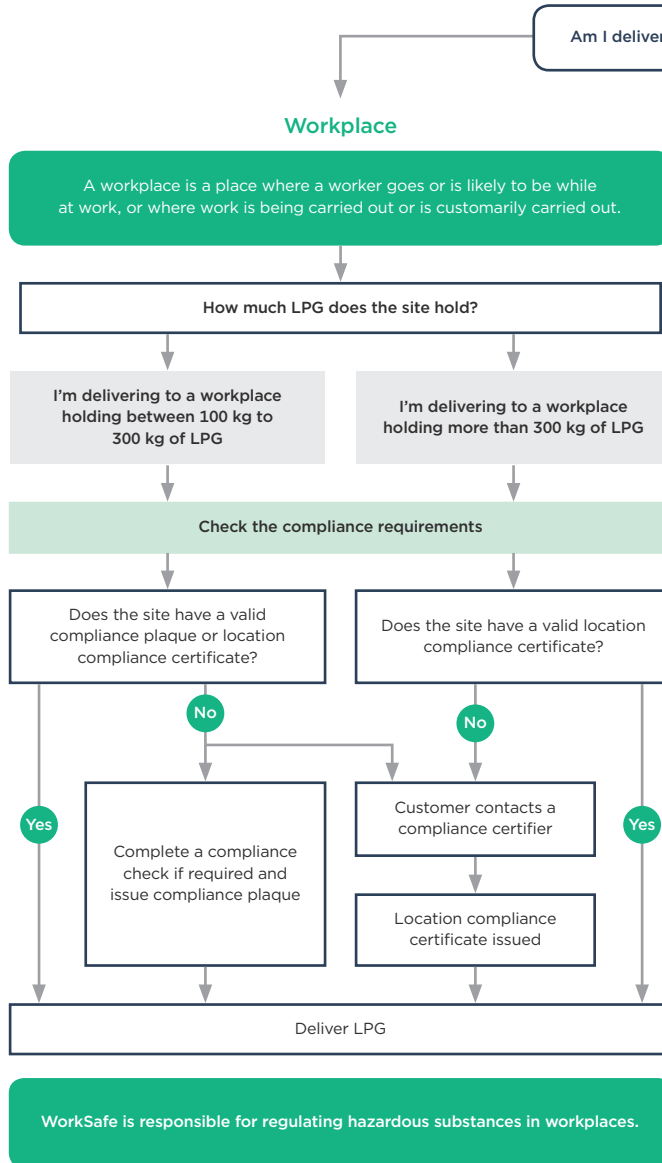 Am I
Workplace
A workplace is a place where a worker goes or is likely to be while
at work, or where work is being carried out or is customarily carried out.
How much LPG does the site hold?
I'm delivering to a workplace
holding between 100 kg to
300 kg of LPG
I'm delivering to a workplace
holding more than 300 kg of LPG
Check the compliance requirements
Does the site have a valid
compliance plaque or location
compliance certificate?
Does the site have a valid location
compliance certificate?
No
No
Yes
Complete a compliance
check if required and
issue compliance plaque
Customer contacts a
compliance certifier
Yes
Location compliance
certificate issued
Deliver LPG
WorkSafe is responsible for regulating hazardous substances in workplaces.